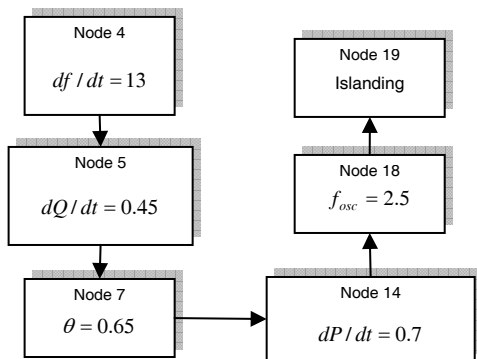 Node 4
df / dt = 13
Node 5
dQ / dt = 0.45
Node 7
θ = 0.65
Node 14
dP / dt = 0.7
Node 18
f_osc = 2.5
Node 19
Islanding